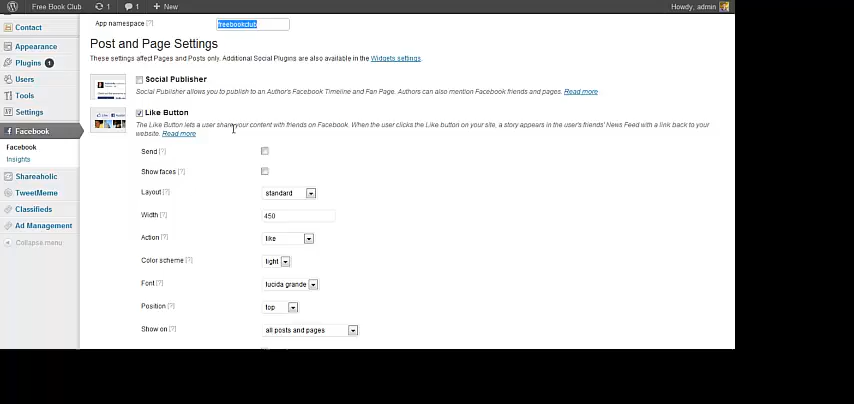 Free Book Club 1 1 + New Howdy, admin
App namespace [?] freebookclub
Contact
Appearance
Plugins 1
Users
Tools
Settings
Facebook
Facebook
Insights
Shareaholic
TweetMeme
Classifieds
Ad Management
Collapse menu
Post and Page Settings
These settings affect Pages and Posts only. Additional Social Plugins are also available in the Widgets settings.
Social Publisher
Social Publisher allows you to publish to an Author's Facebook Timeline and Fan Page. Authors can also mention Facebook friends and pages. Read more
Like Button
The Like Button lets a user share your content with friends on Facebook. When the user clicks the Like button on your site, a story appears in the user's friends' News Feed with a link back to your
website. Read more
Send [?]
Show faces [?]
Layout [?] standard
Width [?] 450
Action [?] like
Color scheme [?] light
Font [?] lucida grande
Position [?] top
Show on [?] all posts and pages